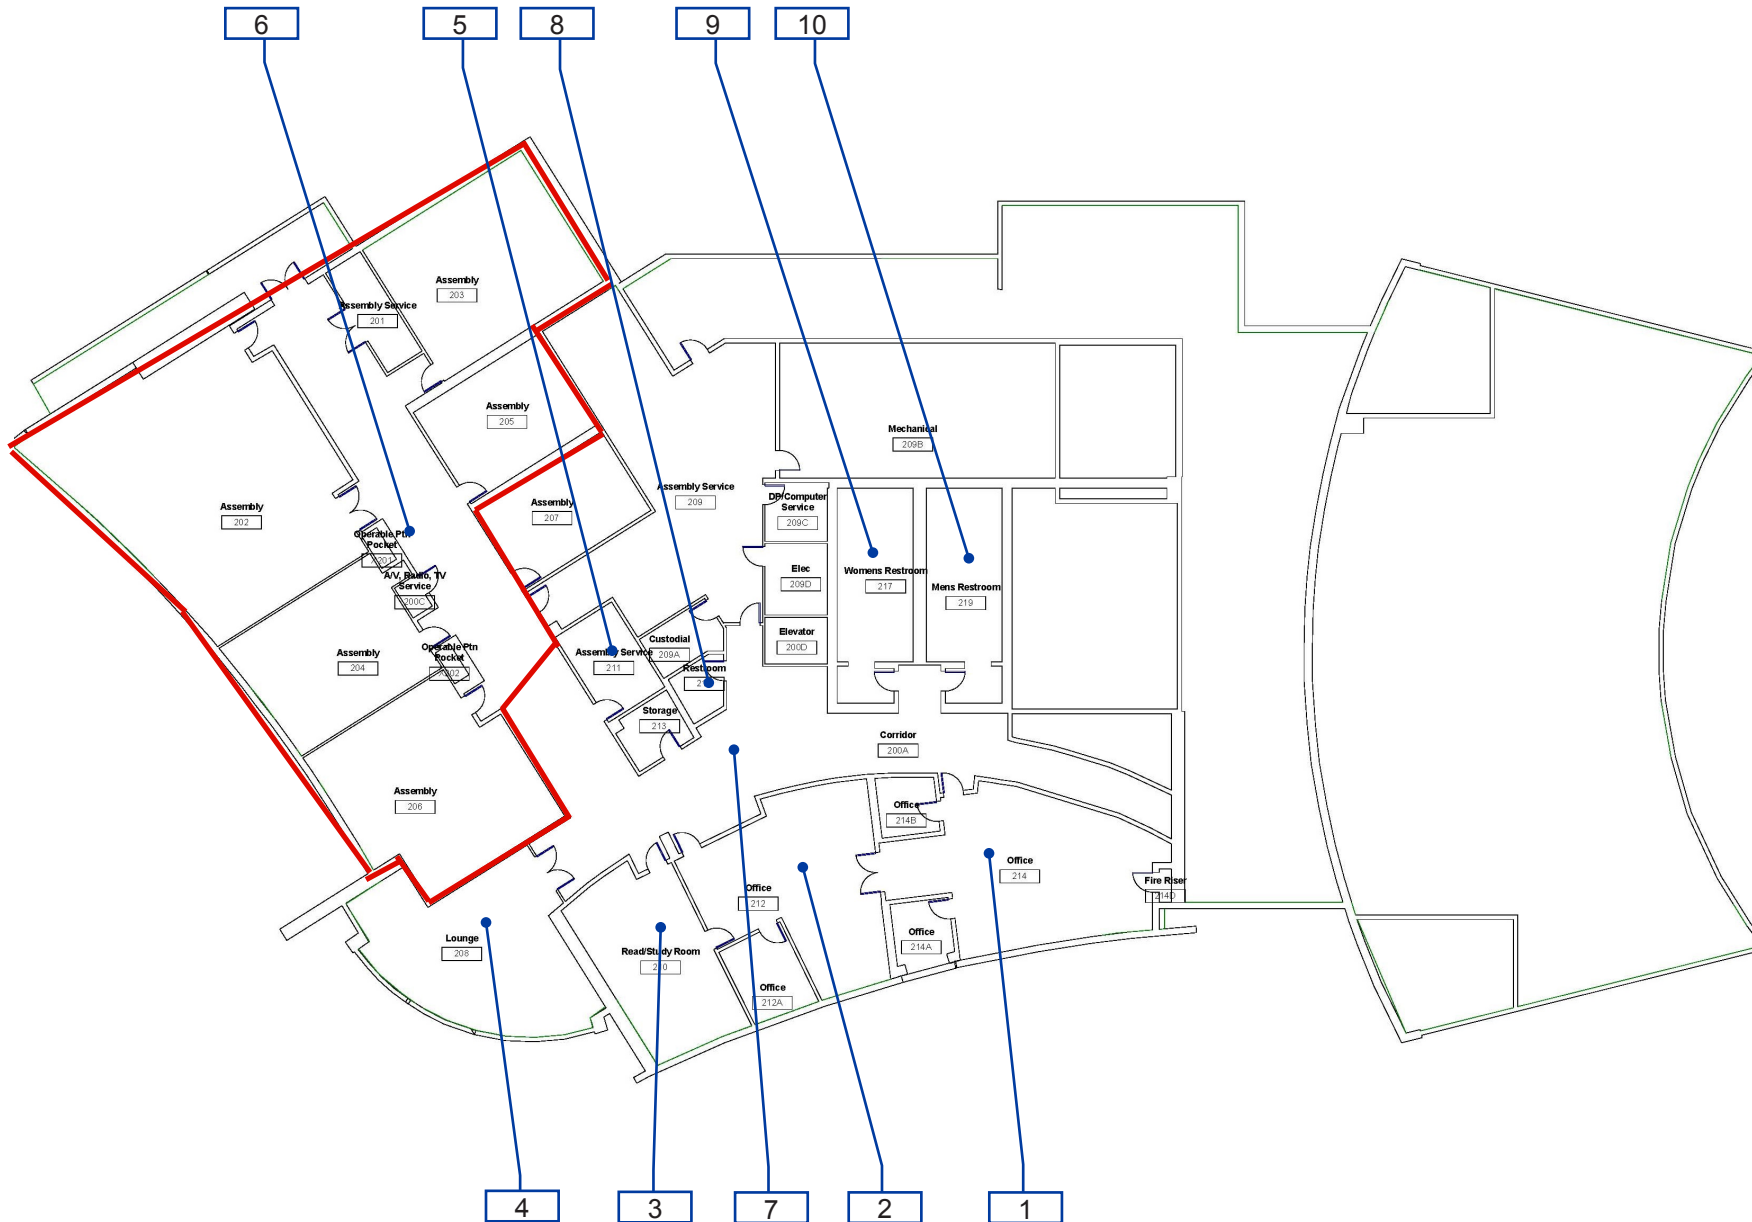 6
5
8
9
10
Assembly
203
Assembly Service
201
Assembly
205
Mechanical
209B
Assembly
202
Assembly
207
Assembly Service
209
DP/Computer
Service
209C
Operable Ptn
Pocket
X201
A/V, Radio, TV
Service
200C
Elec
209D
Womens Restroom
217
Mens Restroom
219
Elevator
200D
Custodial
209A
Assembly Service
211
Operable Ptn
Pocket
X202
Assembly
204
Restroom
Storage
213
Corridor
200A
Assembly
206
Office
214B
Office
214
Office
212
Fire Riser
214D
Office
214A
Lounge
208
Read/Study Room
210
Office
212A
4
3
7
2
1